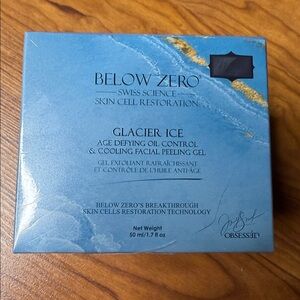 BELOW ZERO®
SWISS SCIENCE
SKIN CELL RESTORATION
GLACIER ICE
AGE DEFYING OIL CONTROL
& COOLING FACIAL PEELING GEL
GEL EXFOLIANT RAFRAÎCHISSANT
ET CONTRÔLE DE L'HUILE ANTI-ÂGE
BELOW ZERO'S BREAKTHROUGH
SKIN CELLS RESTORATION TECHNOLOGY
Net Weight
50 ml/1.7 fl oz
OBSESSED